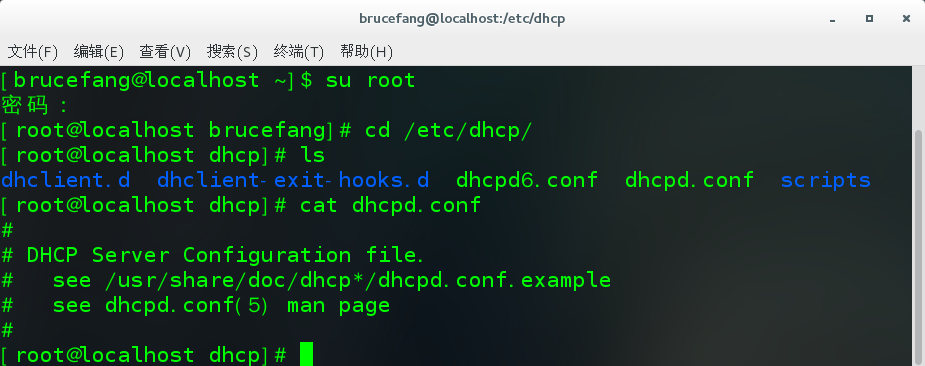 brucefang@localhost:/etc/dhcp
文件(F) 编辑(E) 查看(V) 搜索(S) 终端(T) 帮助(H)
[brucefang@localhost ~]$ su root
密码：
[root@localhost brucefang]# cd /etc/dhcp/
[root@localhost dhcp]# ls
dhclient.d  dhclient-exit-hooks.d  dhcpd6.conf  dhcpd.conf  scripts
[root@localhost dhcp]# cat dhcpd.conf
#
# DHCP Server Configuration file.
#   see /usr/share/doc/dhcp*/dhcpd.conf.example
#   see dhcpd.conf(5) man page
#
[root@localhost dhcp]#